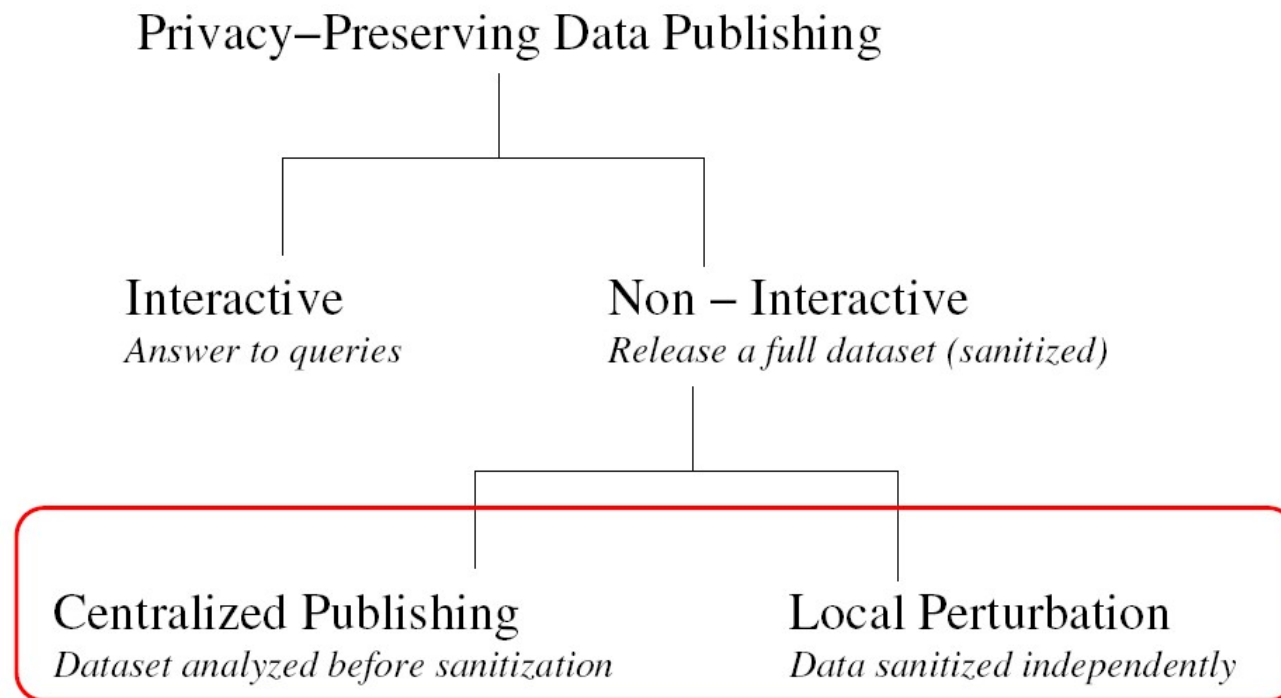 Privacy–Preserving Data Publishing
Interactive
Answer to queries
Non – Interactive
Release a full dataset (sanitized)
Centralized Publishing
Dataset analyzed before sanitization
Local Perturbation
Data sanitized independently